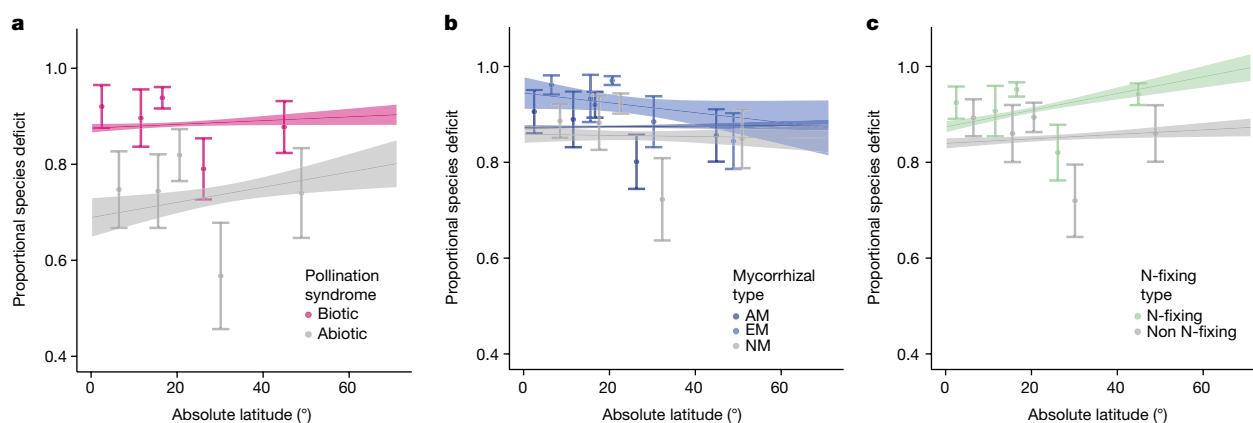 a
Proportional species deficit
1.0
0.8
0.6
0.4
0
20
40
60
Absolute latitude (°)
Pollination
syndrome
Biotic
Abiotic
b
Proportional species deficit
1.0
0.8
0.6
0.4
0
20
40
60
Absolute latitude (°)
Mycorrhizal
type
AM
EM
NM
c
Proportional species deficit
1.0
0.8
0.6
0.4
0
20
40
60
Absolute latitude (°)
N-fixing
type
N-fixing
Non N-fixing